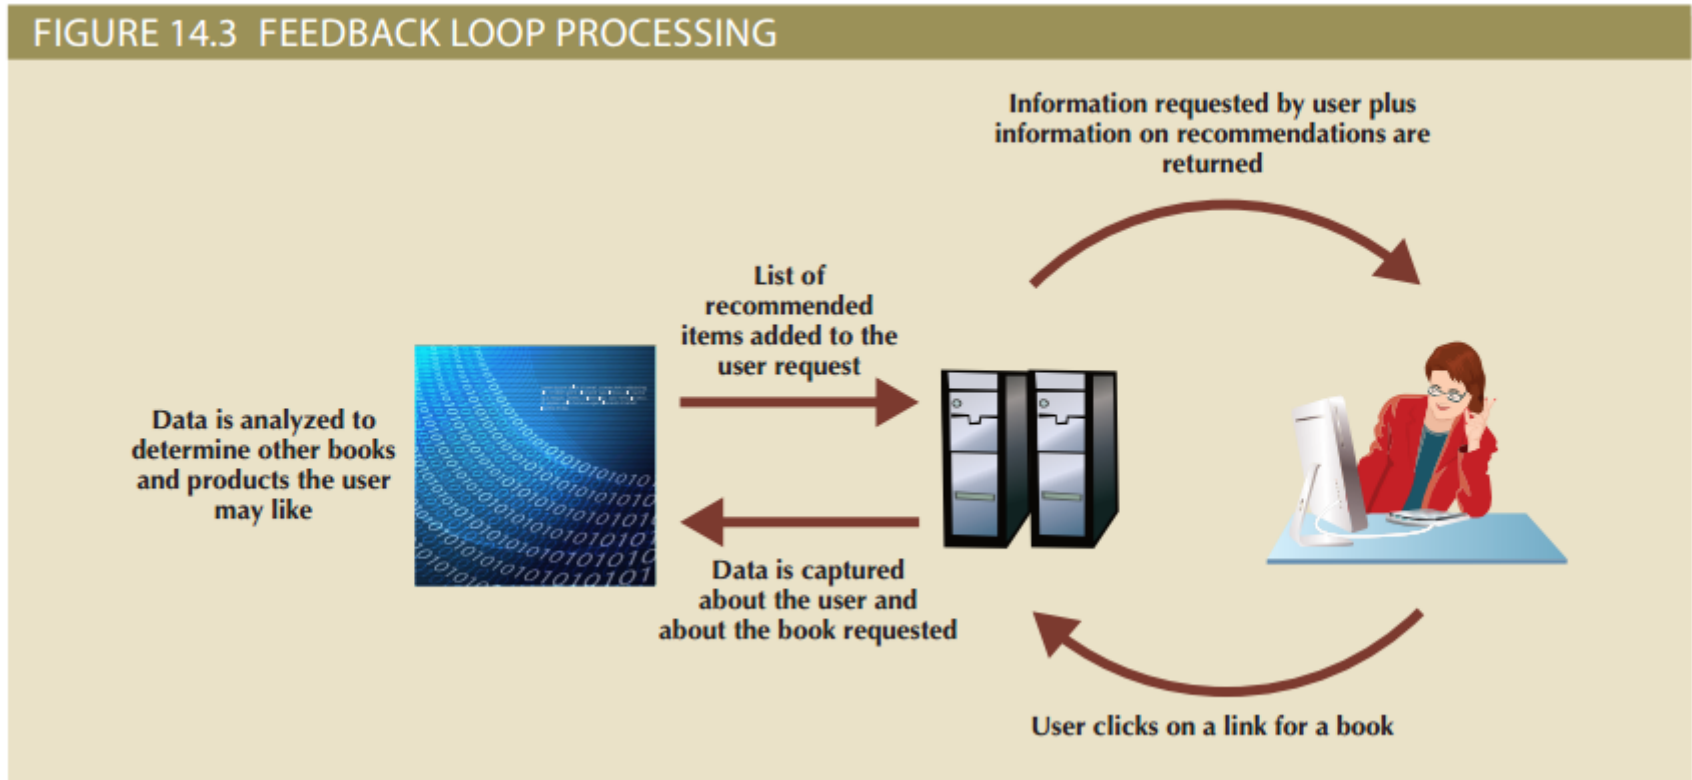 FIGURE 14.3 FEEDBACK LOOP PROCESSING
Information requested by user plus
information on recommendations are
returned
List of
recommended
items added to the
user request
Data is analyzed to
determine other books
and products the user
may like
Data is captured
about the user and
about the book requested
User clicks on a link for a book